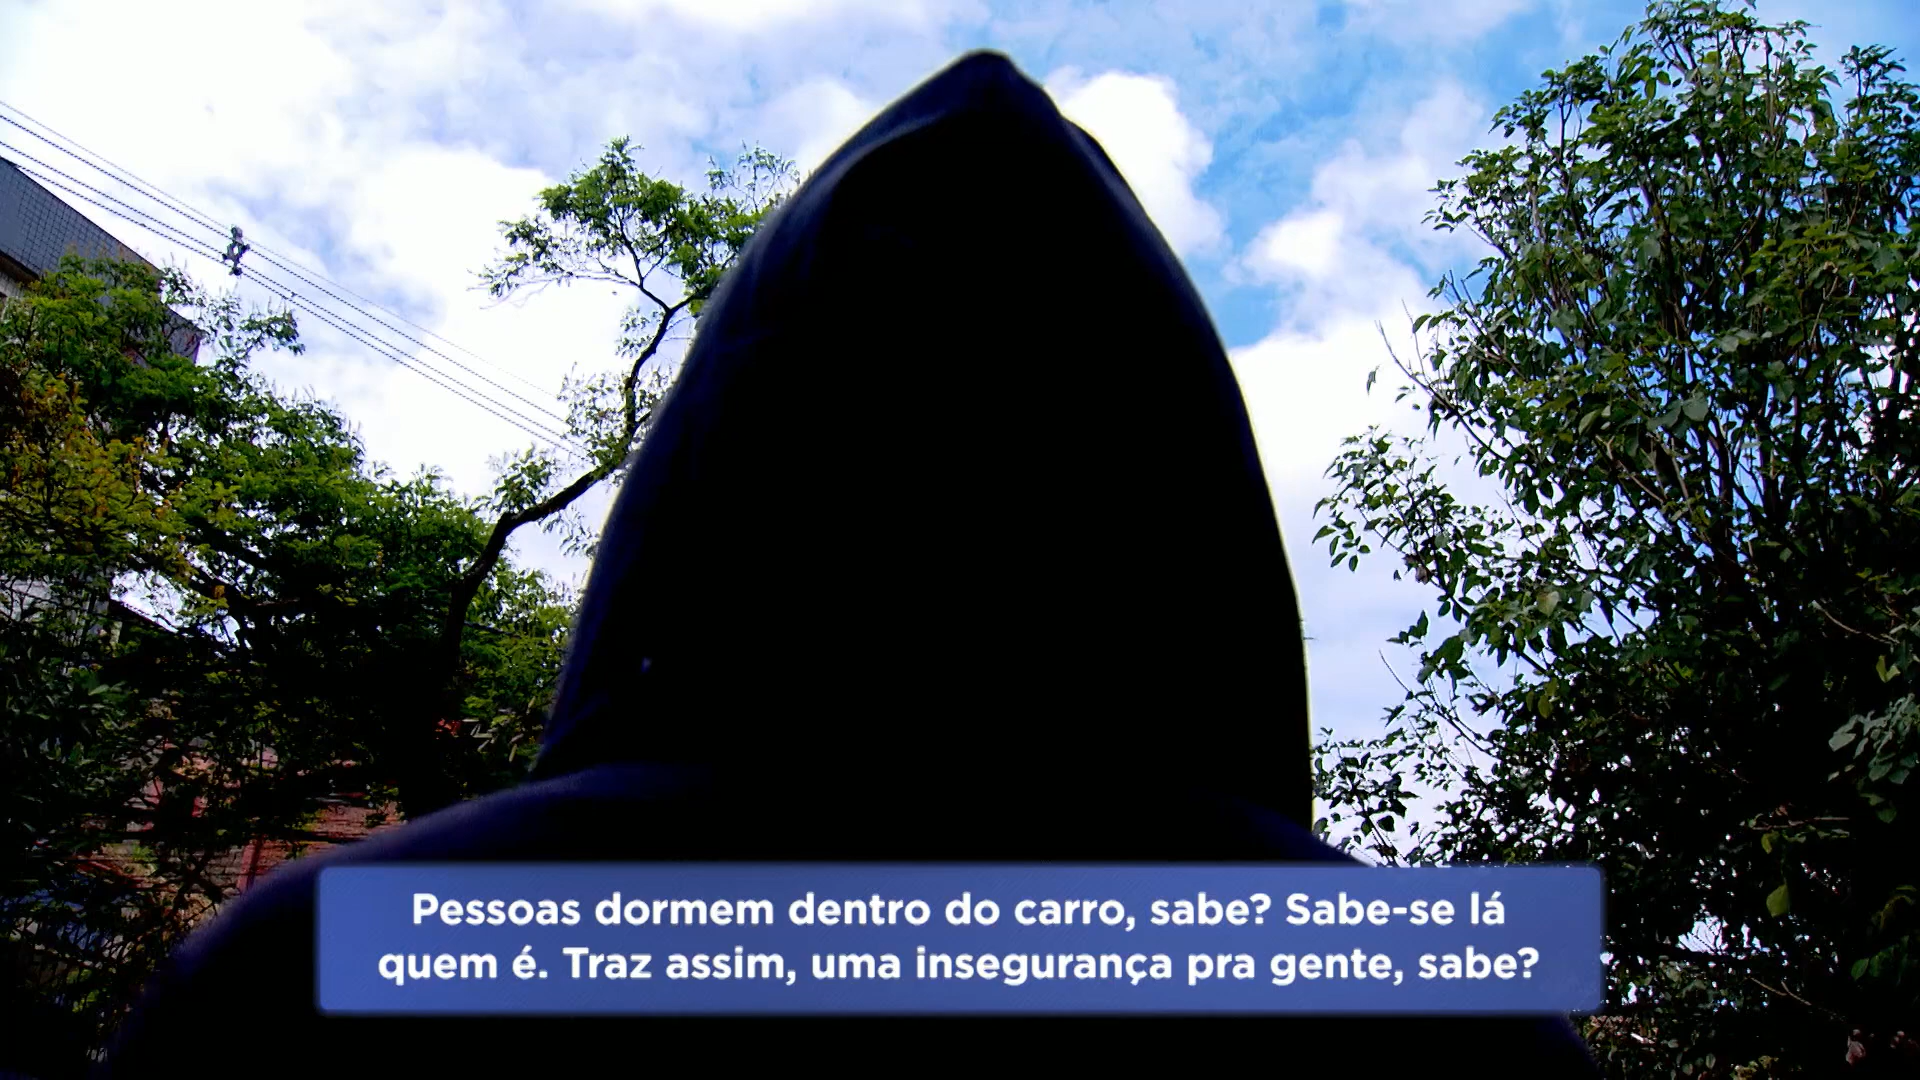 Pessoas dormem dentro do carro, sabe? Sabe-se lá
quem é. Traz assim, uma insegurança pra gente, sabe?